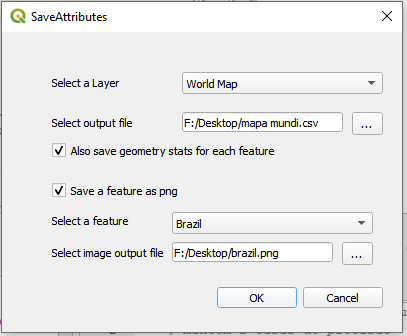 SaveAttributes
Select a Layer World Map
Select output file F:/Desktop/mapa mundi.csv ...
Also save geometry stats for each feature
Save a feature as png
Select a feature Brazil
Select image output file F:/Desktop/brazil.png ...
OK Cancel